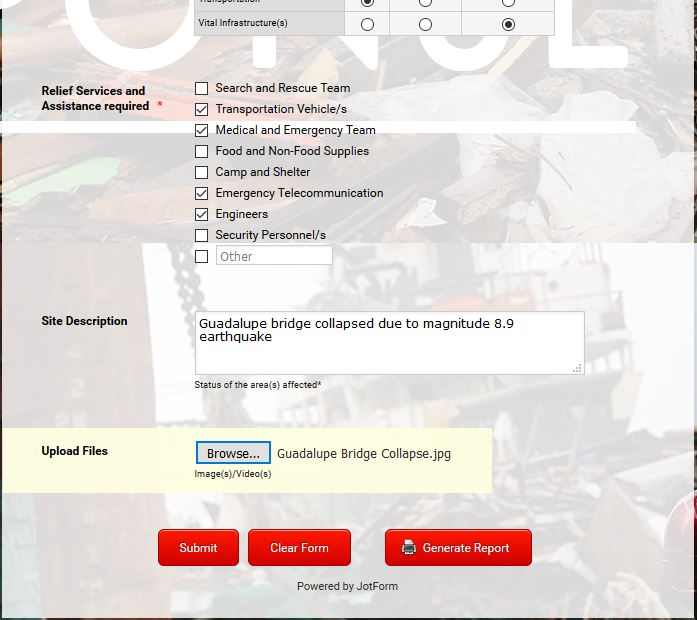 Vital Infrastructure(s)
Relief Services and
Assistance required *
Search and Rescue Team
Transportation Vehicle/s
Medical and Emergency Team
Food and Non-Food Supplies
Camp and Shelter
Emergency Telecommunication
Engineers
Security Personnel/s
Other
Site Description
Guadalupe bridge collapsed due to magnitude 8.9
earthquake
Status of the area(s) affected*
Upload Files
Browse... Guadalupe Bridge Collapse.jpg
Image(s)/Video(s)
Submit Clear Form Generate Report
Powered by JotForm